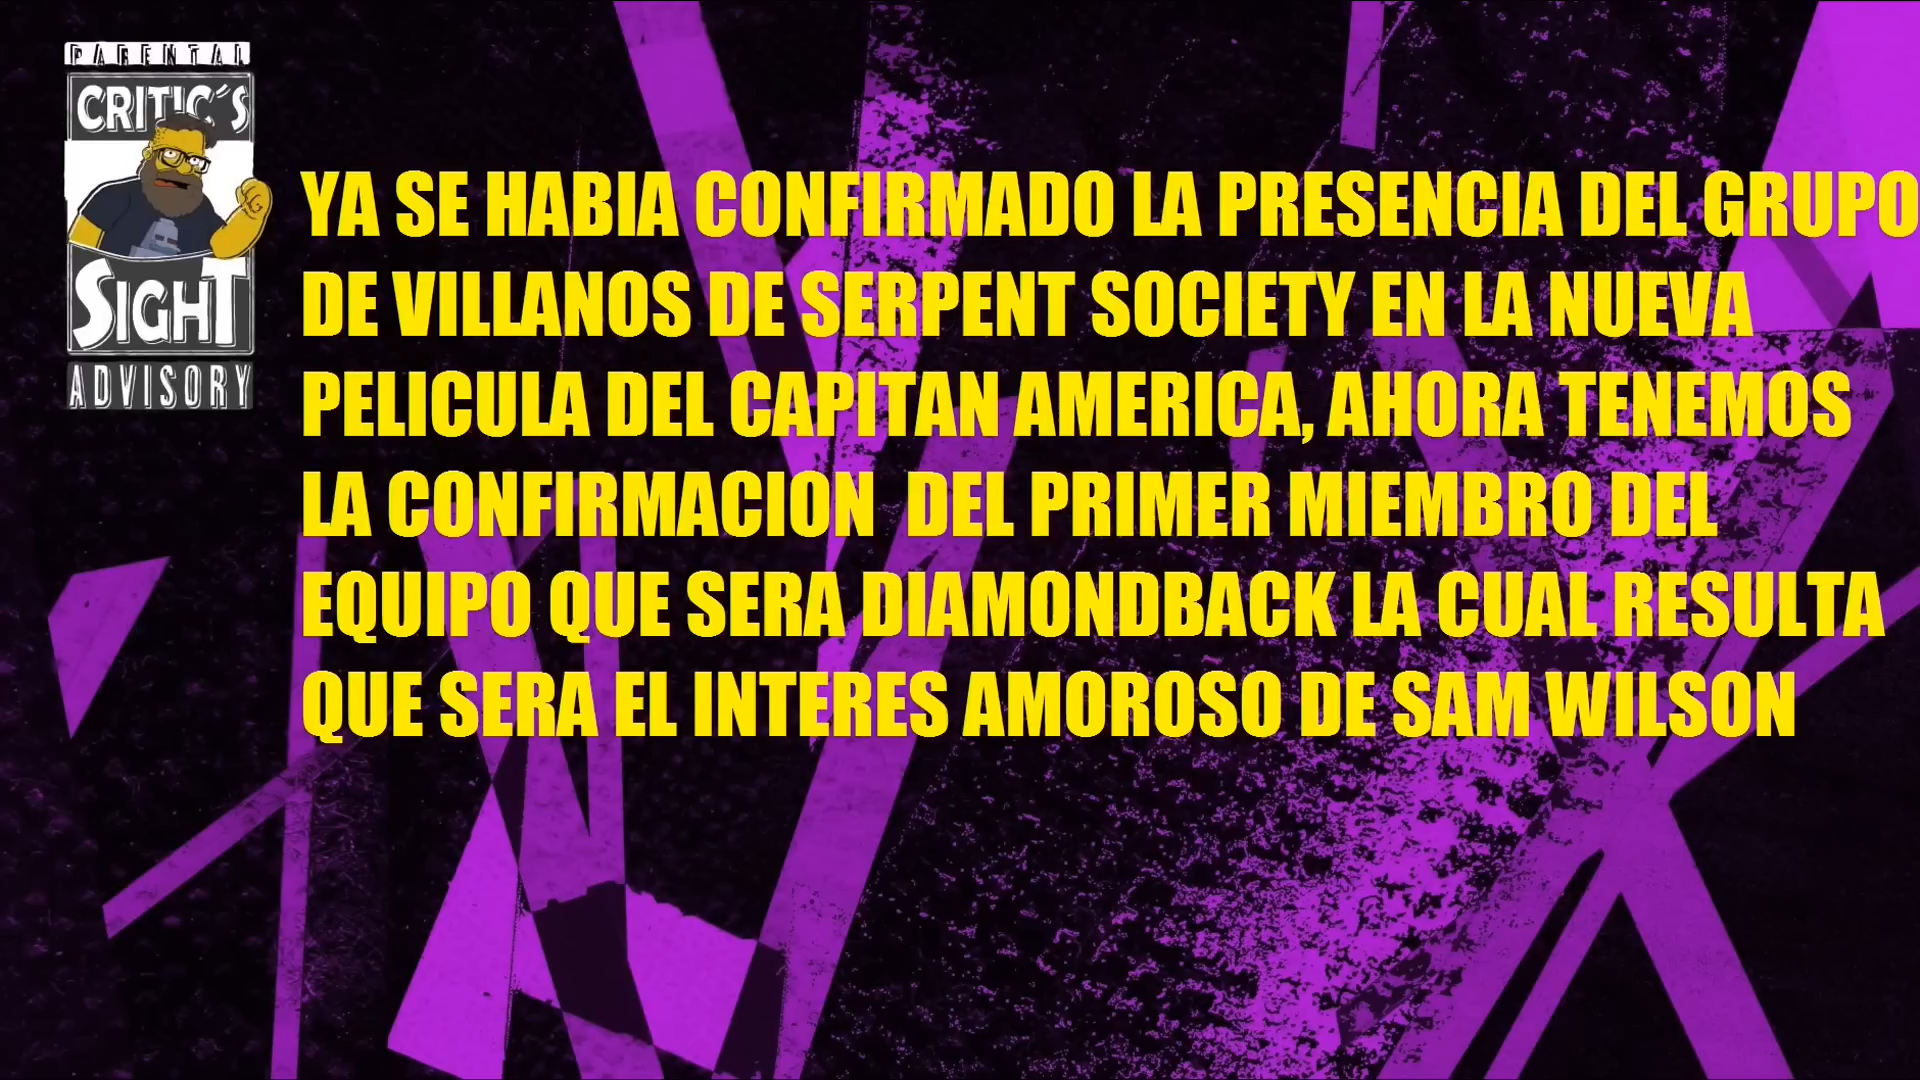 PARENTAL
CRITIC´S
SIGHT
ADVISORY
YA SE HABIA CONFIRMADO LA PRESENCIA DEL GRUPO
DE VILLANOS DE SERPENT SOCIETY EN LA NUEVA
PELICULA DEL CAPITAN AMERICA, AHORA TENEMOS
LA CONFIRMACION  DEL PRIMER MIEMBRO DEL
EQUIPO QUE SERA DIAMONDBACK LA CUAL RESULTA
QUE SERA EL INTERES AMOROSO DE SAM WILSON